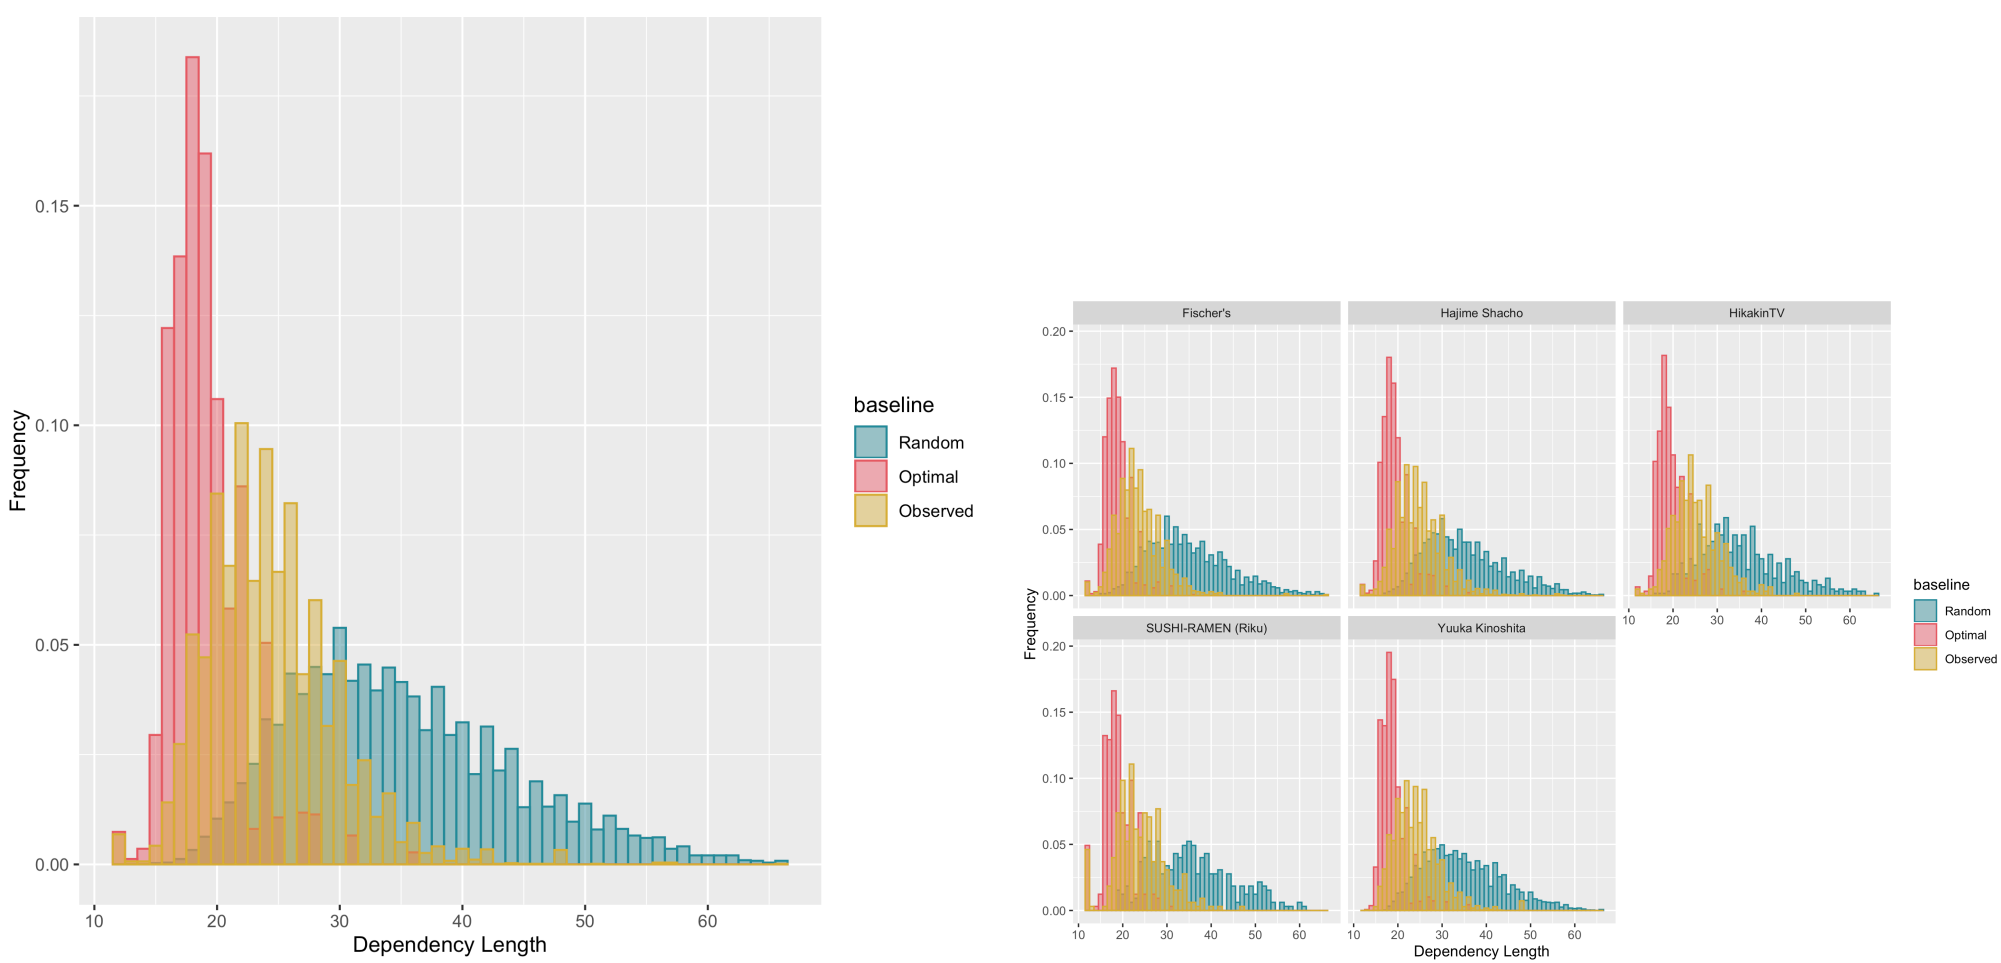 0.15
0.10
0.05
0.00
Frequency
10 20 30 40 50 60
Dependency Length
baseline
Random
Optimal
Observed
Fischer's
Hajime Shacho
HikakinTV
0.20
0.15
0.10
0.05
0.00
10 20 30 40 50 60
SUSHI-RAMEN (Riku)
Yuuka Kinoshita
0.20
0.15
0.10
0.05
0.00
Frequency
10 20 30 40 50 60
10 20 30 40 50 60
Dependency Length
baseline
Random
Optimal
Observed